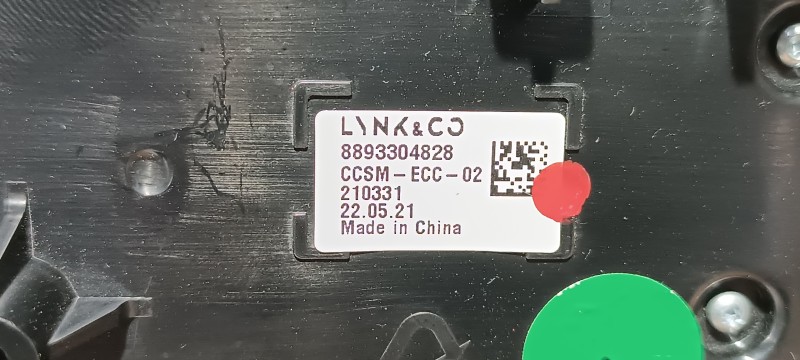 LYNK&CO
8893304828
CCSM-ECC-02
210331
22.05.21
Made in China